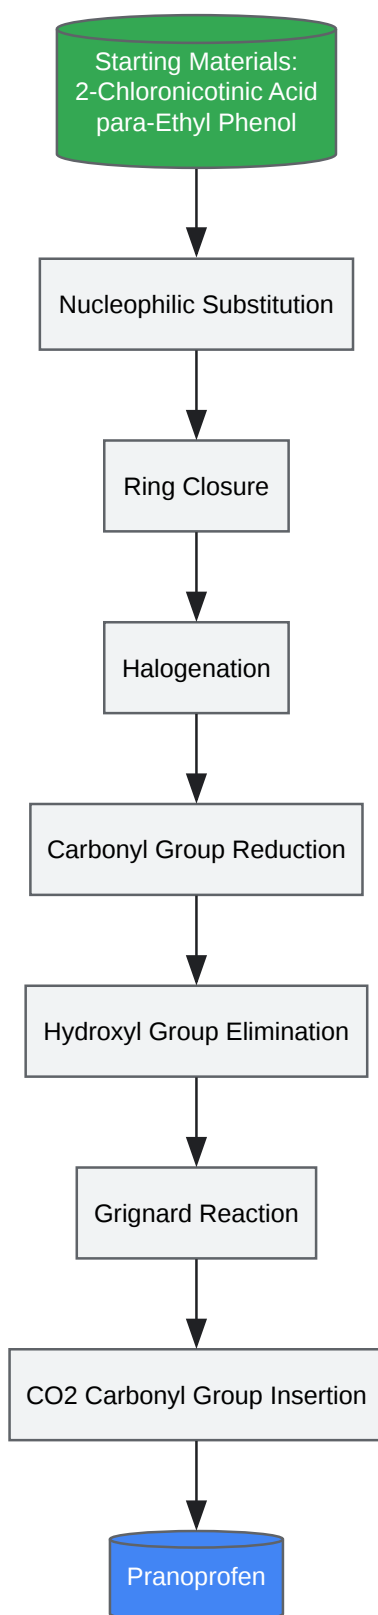 Starting Materials:
2-Chloronicotinic Acid
para-Ethyl Phenol
Nucleophilic Substitution
Ring Closure
Halogenation
Carbonyl Group Reduction
Hydroxyl Group Elimination
Grignard Reaction
CO2 Carbonyl Group Insertion
Pranoprofen